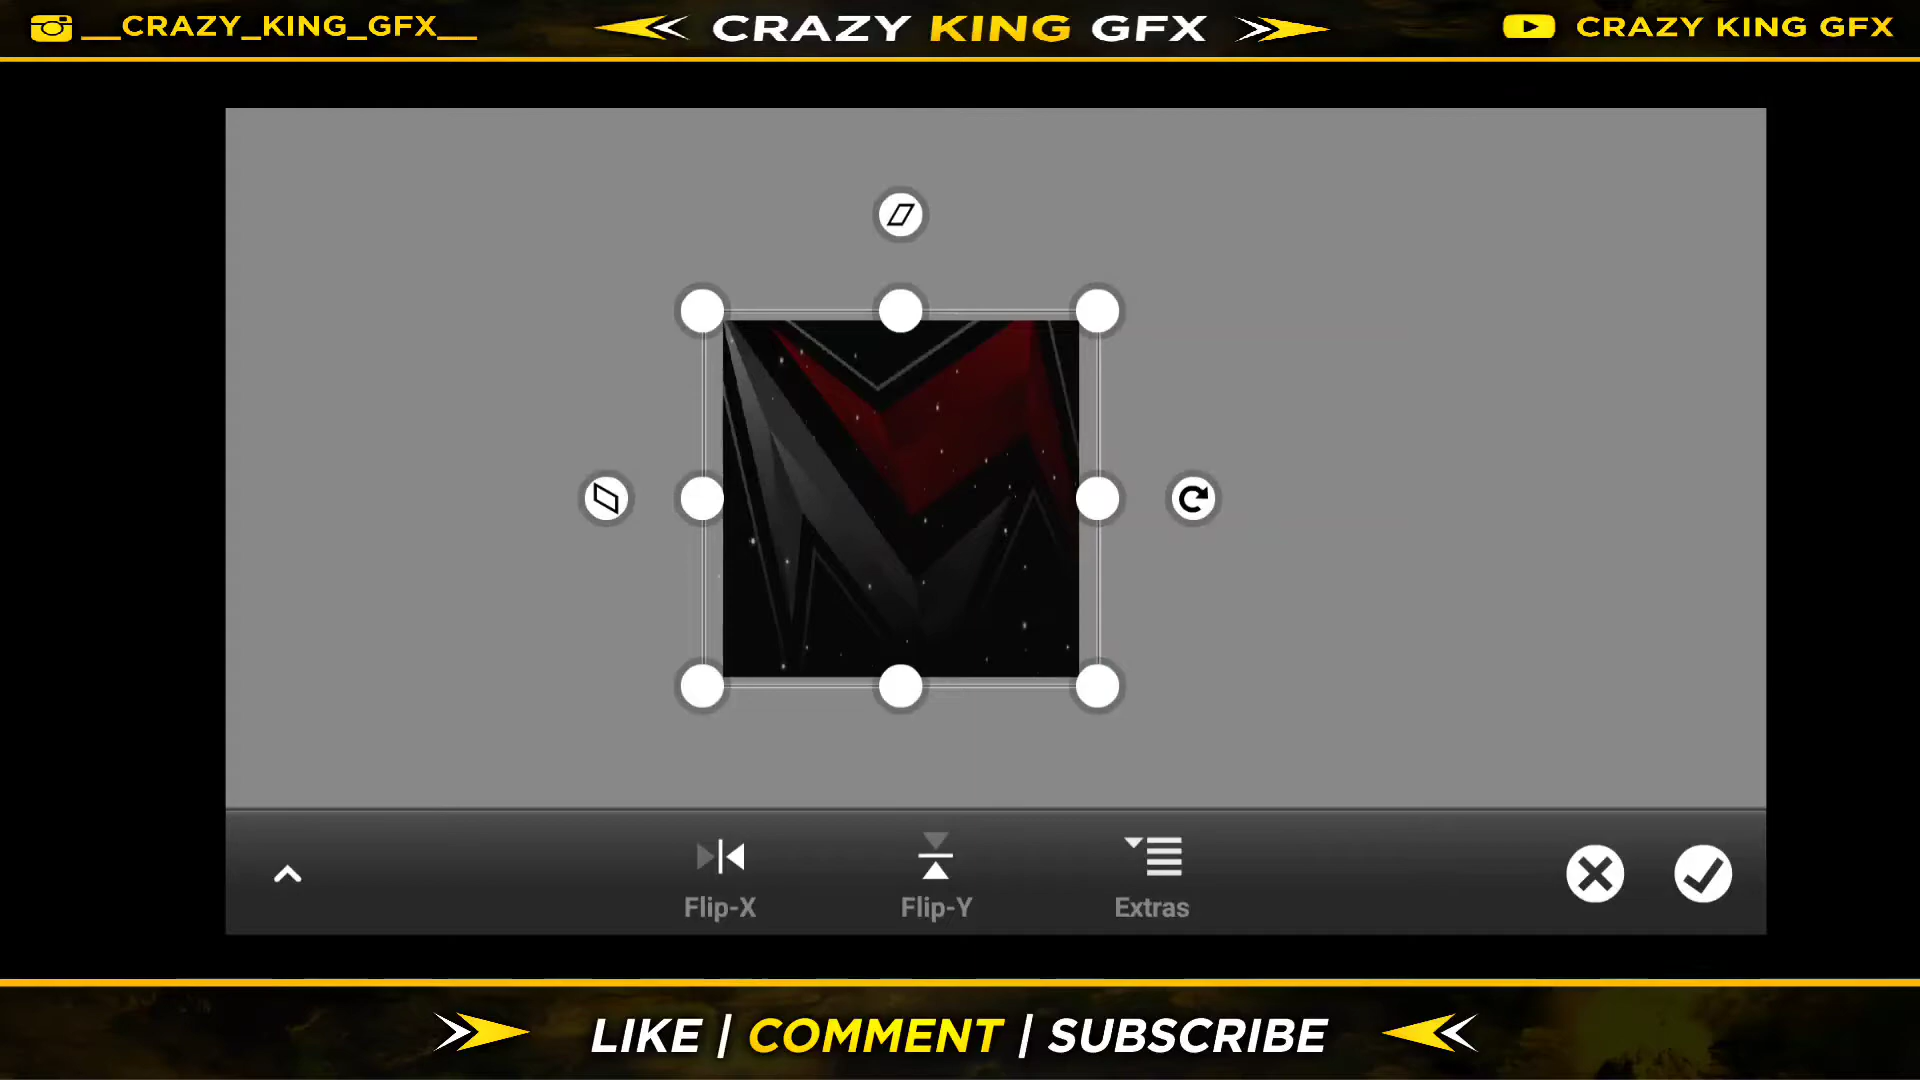 __CRAZY_KING_GFX__
CRAZY KING GFX
CRAZY KING GFX
Flip-X
Flip-Y
Extras
LIKE | COMMENT | SUBSCRIBE